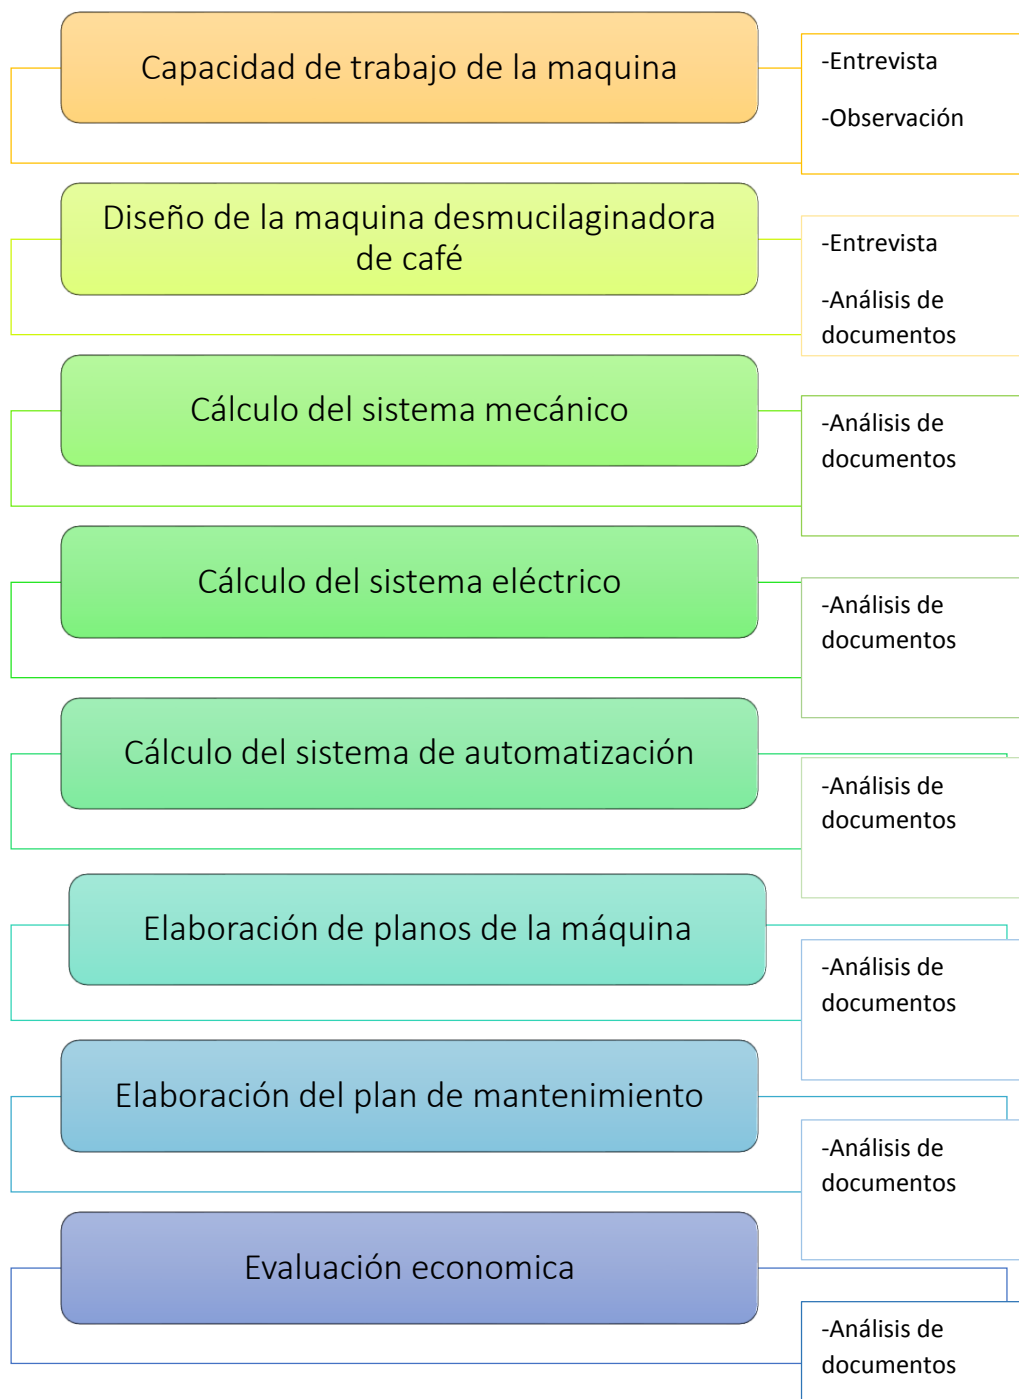 Capacidad de trabajo de la maquina
-Entrevista
-Observación
Diseño de la maquina desmucilaginadora
de café
-Entrevista
-Análisis de
documentos
Cálculo del sistema mecánico
-Análisis de
documentos
Cálculo del sistema eléctrico
-Análisis de
documentos
Cálculo del sistema de automatización
-Análisis de
documentos
Elaboración de planos de la máquina
-Análisis de
documentos
Elaboración del plan de mantenimiento
-Análisis de
documentos
Evaluación economica
-Análisis de
documentos